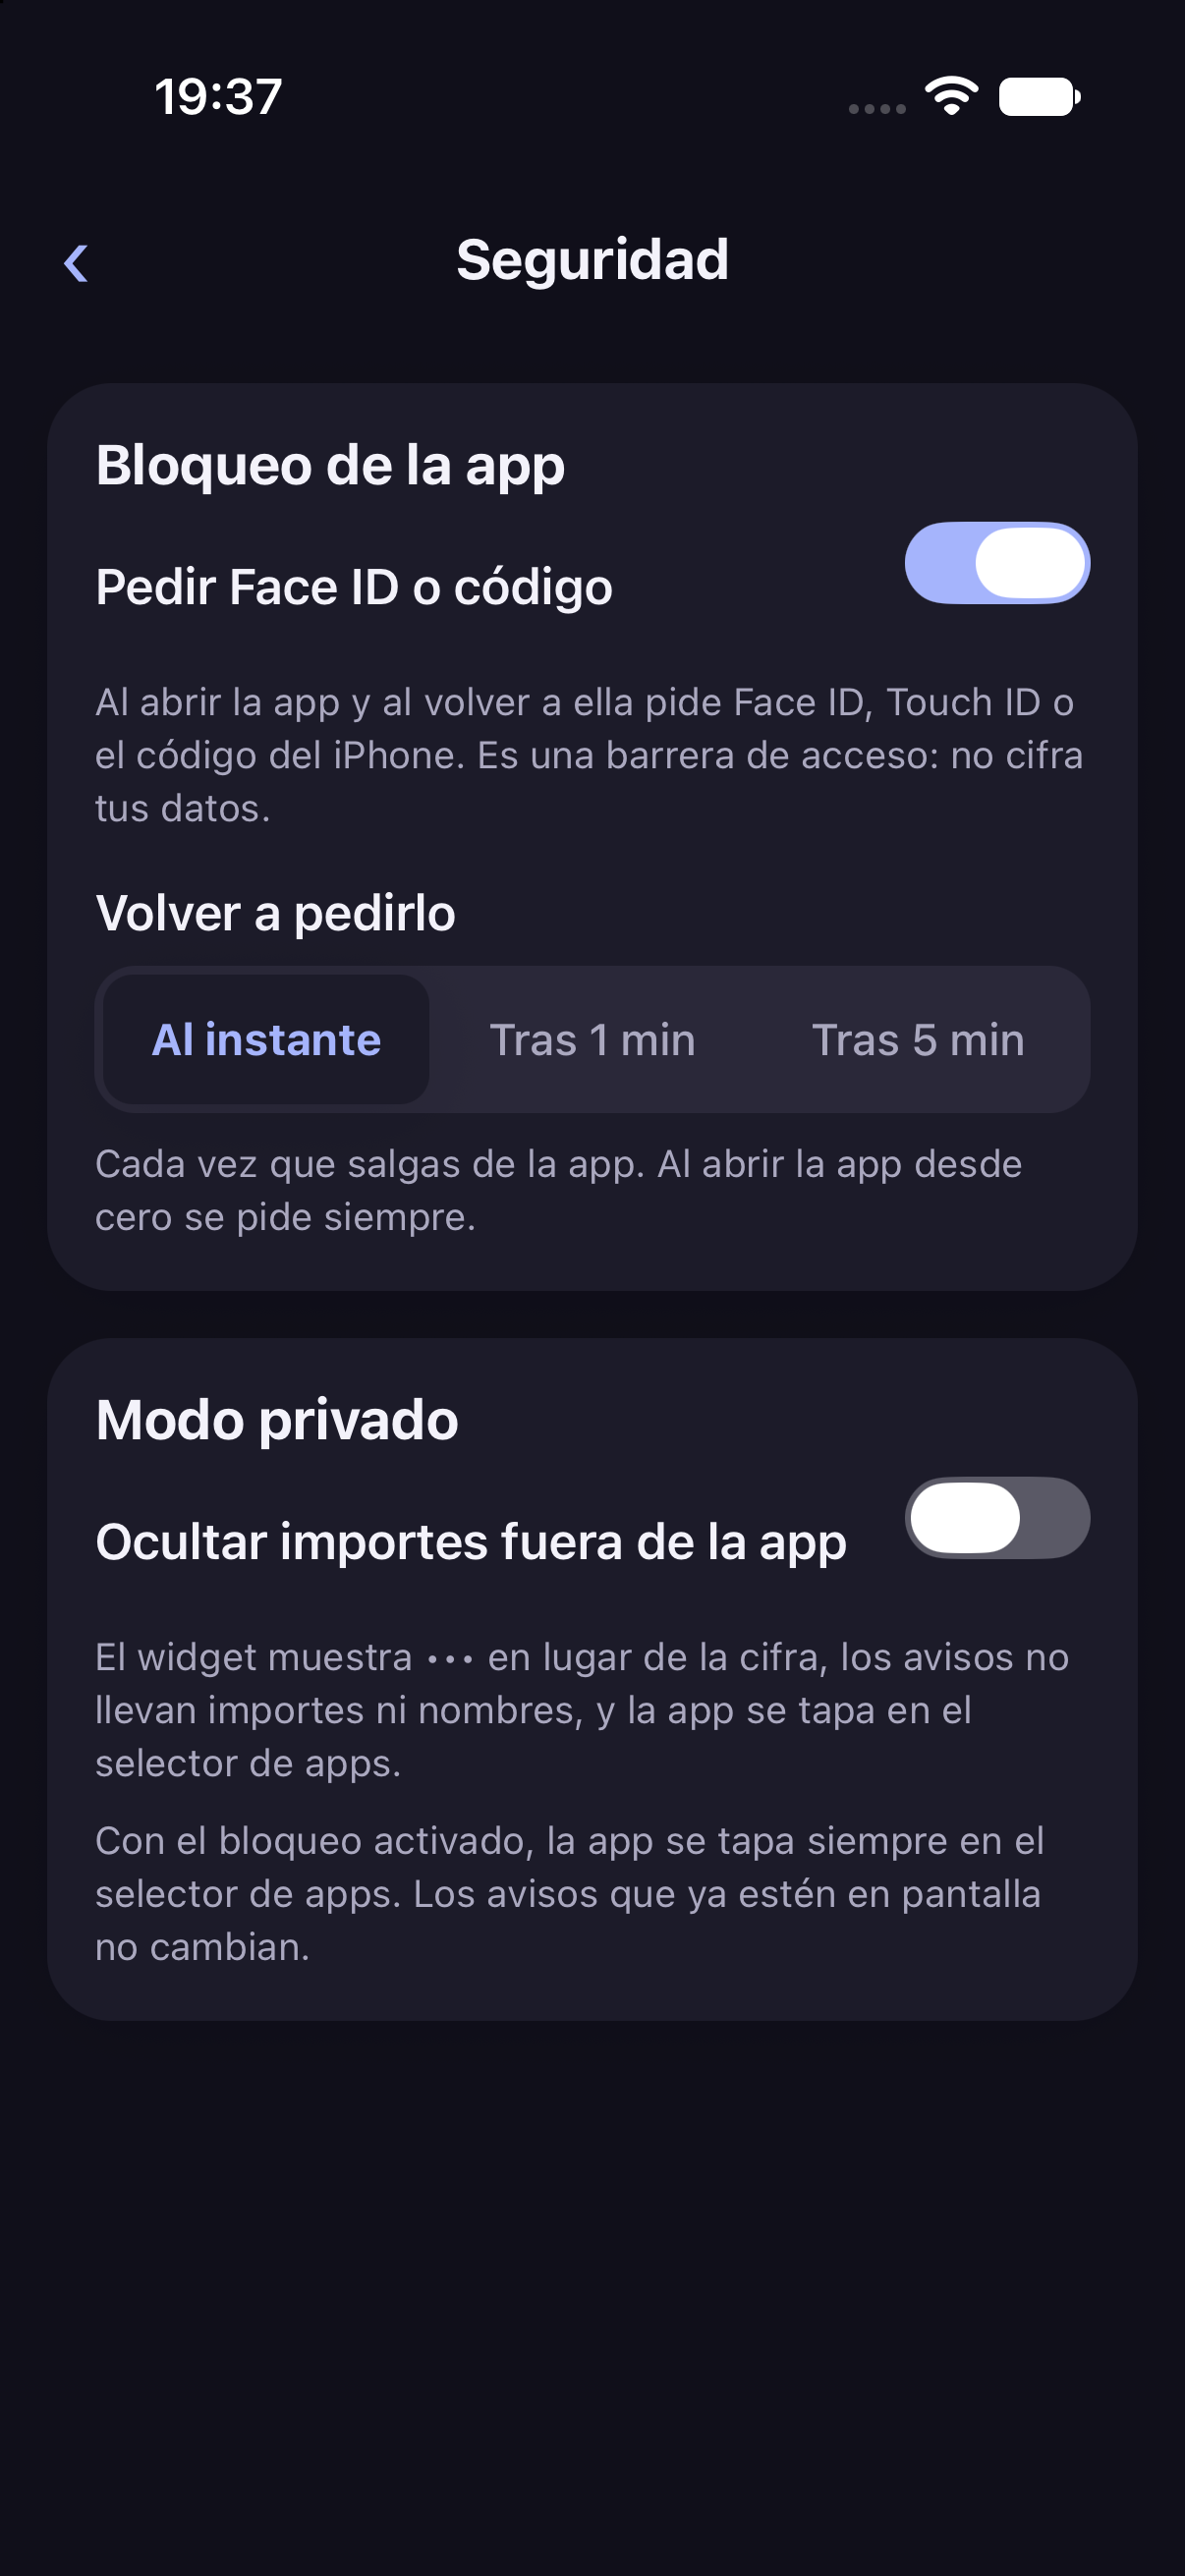 19:37
Seguridad
Bloqueo de la app
Pedir Face ID o código
Al abrir la app y al volver a ella pide Face ID, Touch ID o
el código del iPhone. Es una barrera de acceso: no cifra
tus datos.
Volver a pedirlo
Al instante Tras 1 min Tras 5 min
Cada vez que salgas de la app. Al abrir la app desde
cero se pide siempre.
Modo privado
Ocultar importes fuera de la app
El widget muestra ••• en lugar de la cifra, los avisos no
llevan importes ni nombres, y la app se tapa en el
selector de apps.
Con el bloqueo activado, la app se tapa siempre en el
selector de apps. Los avisos que ya estén en pantalla
no cambian.